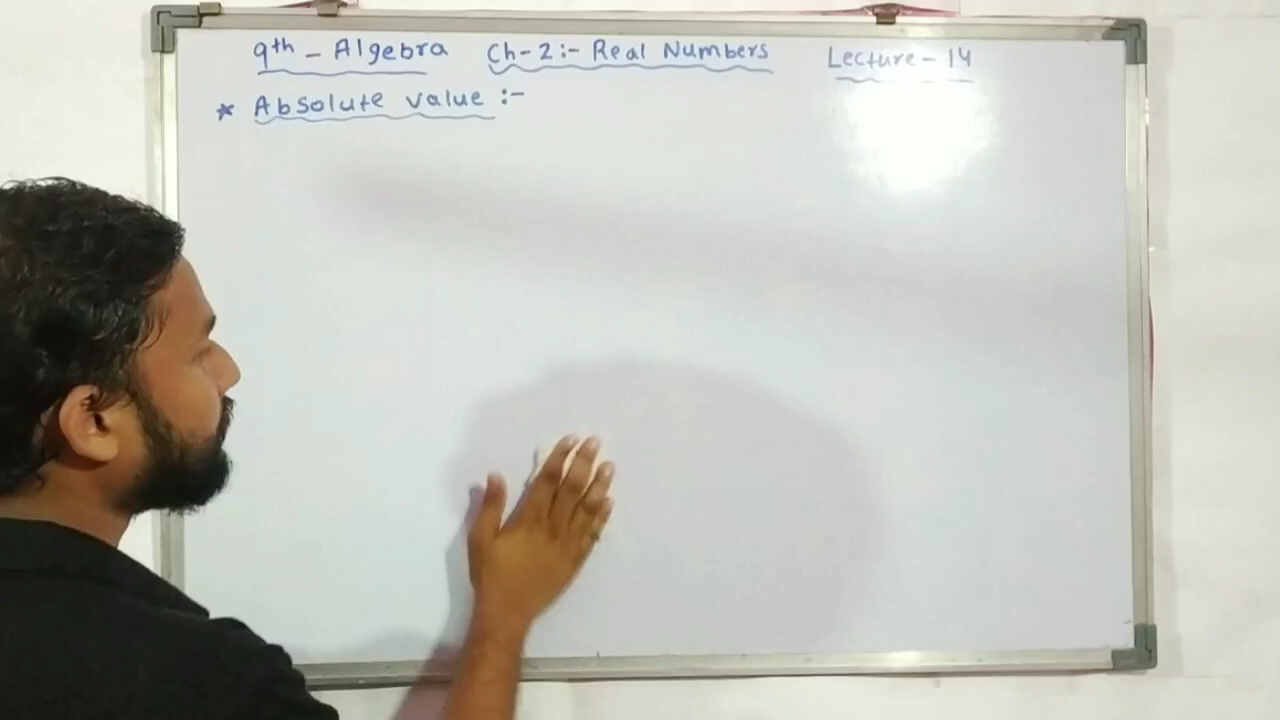 9th - Algebra Ch-2:- Real Numbers Lecture-14
* Absolute value :-